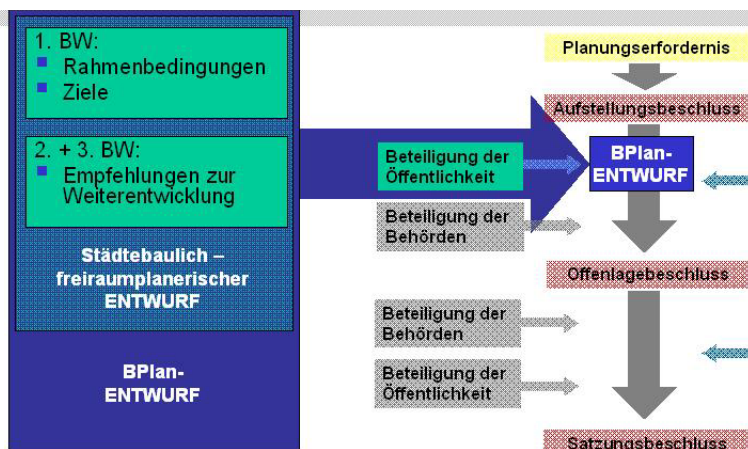 1. BW:
Rahmenbedingungen
Ziele
2. + 3. BW:
Empfehlungen zur
Weiterentwicklung
Städtebaulich –
freiraumplanerischer
ENTWURF
BPlan-
ENTWURF
Planungserfordernis
Aufstellungsbeschluss
Beteiligung der
Öffentlichkeit
BPlan-
ENTWURF
Beteiligung der
Behörden
Offenlagebeschluss
Beteiligung der
Behörden
Beteiligung der
Öffentlichkeit
Satzungsbeschluss